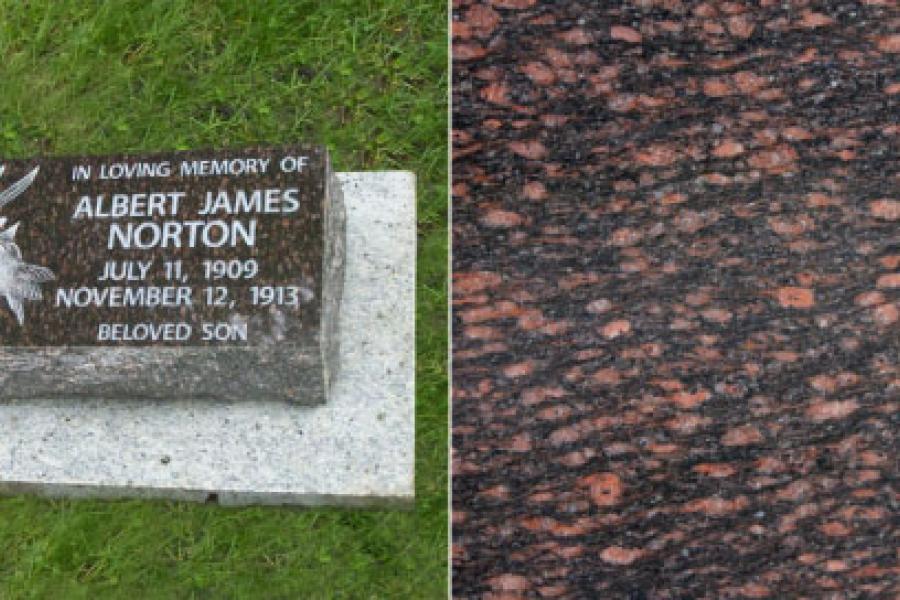 IN LOVING MEMORY OF
ALBERT JAMES
NORTON
JULY 11, 1909
NOVEMBER 12, 1913
BELOVED SON